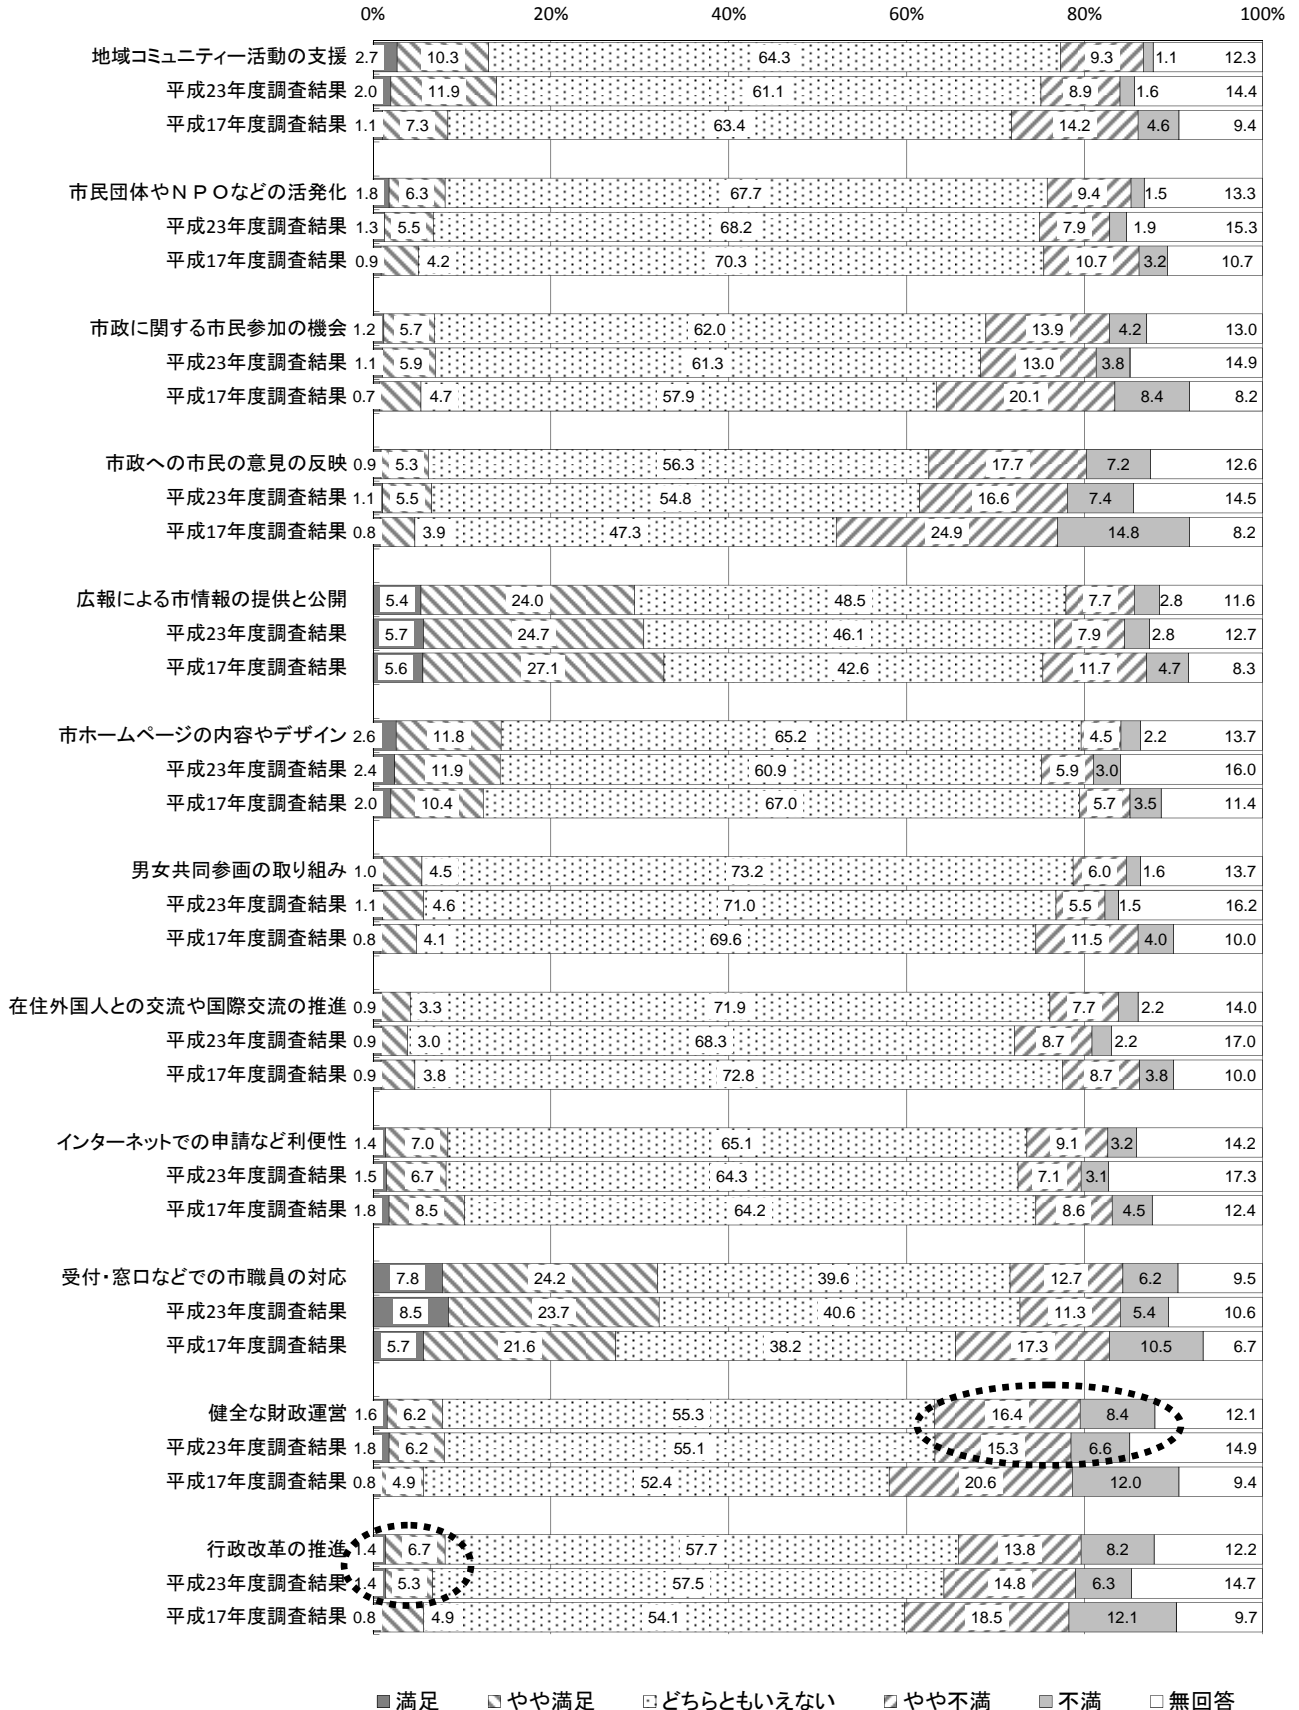 0% 20% 40% 60% 80% 100%
地域コミュニティー活動の支援 2.7 10.3 64.3 9.3 1.1 12.3
平成23年度調査結果 2.0 11.9 61.1 8.9 1.6 14.4
平成17年度調査結果 1.1 7.3 63.4 14.2 4.6 9.4
市民団体やNPOなどの活発化 1.8 6.3 67.7 9.4 1.5 13.3
平成23年度調査結果 1.3 5.5 68.2 7.9 1.9 15.3
平成17年度調査結果 0.9 4.2 70.3 10.7 3.2 10.7
市政に関する市民参加の機会 1.2 5.7 62.0 13.9 4.2 13.0
平成23年度調査結果 1.1 5.9 61.3 13.0 3.8 14.9
平成17年度調査結果 0.7 4.7 57.9 20.1 8.4 8.2
市政への市民の意見の反映 0.9 5.3 56.3 17.7 7.2 12.6
平成23年度調査結果 1.1 5.5 54.8 16.6 7.4 14.5
平成17年度調査結果 0.8 3.9 47.3 24.9 14.8 8.2
広報による市情報の提供と公開 5.4 24.0 48.5 7.7 2.8 11.6
平成23年度調査結果 5.7 24.7 46.1 7.9 2.8 12.7
平成17年度調査結果 5.6 27.1 42.6 11.7 4.7 8.3
市ホームページの内容やデザイン 2.6 11.8 65.2 4.5 2.2 13.7
平成23年度調査結果 2.4 11.9 60.9 5.9 3.0 16.0
平成17年度調査結果 2.0 10.4 67.0 5.7 3.5 11.4
男女共同参画の取り組み 1.0 4.5 73.2 6.0 1.6 13.7
平成23年度調査結果 1.1 4.6 71.0 5.5 1.5 16.2
平成17年度調査結果 0.8 4.1 69.6 11.5 4.0 10.0
在住外国人との交流や国際交流の推進 0.9 3.3 71.9 7.7 2.2 14.0
平成23年度調査結果 0.9 3.0 68.3 8.7 2.2 17.0
平成17年度調査結果 0.9 3.8 72.8 8.7 3.8 10.0
インターネットでの申請など利便性 1.4 7.0 65.1 9.1 3.2 14.2
平成23年度調査結果 1.5 6.7 64.3 7.1 3.1 17.3
平成17年度調査結果 1.8 8.5 64.2 8.6 4.5 12.4
受付・窓口などでの市職員の対応 7.8 24.2 39.6 12.7 6.2 9.5
平成23年度調査結果 8.5 23.7 40.6 11.3 5.4 10.6
平成17年度調査結果 5.7 21.6 38.2 17.3 10.5 6.7
健全な財政運営 1.6 6.2 55.3 16.4 8.4 12.1
平成23年度調査結果 1.8 6.2 55.1 15.3 6.6 14.9
平成17年度調査結果 0.8 4.9 52.4 20.6 12.0 9.4
行政改革の推進 1.4 6.7 57.7 13.8 8.2 12.2
平成23年度調査結果 1.4 5.3 57.5 14.8 6.3 14.7
平成17年度調査結果 0.8 4.9 54.1 18.5 12.1 9.7
満足 やや満足 どちらともいえない やや不満 不満 無回答